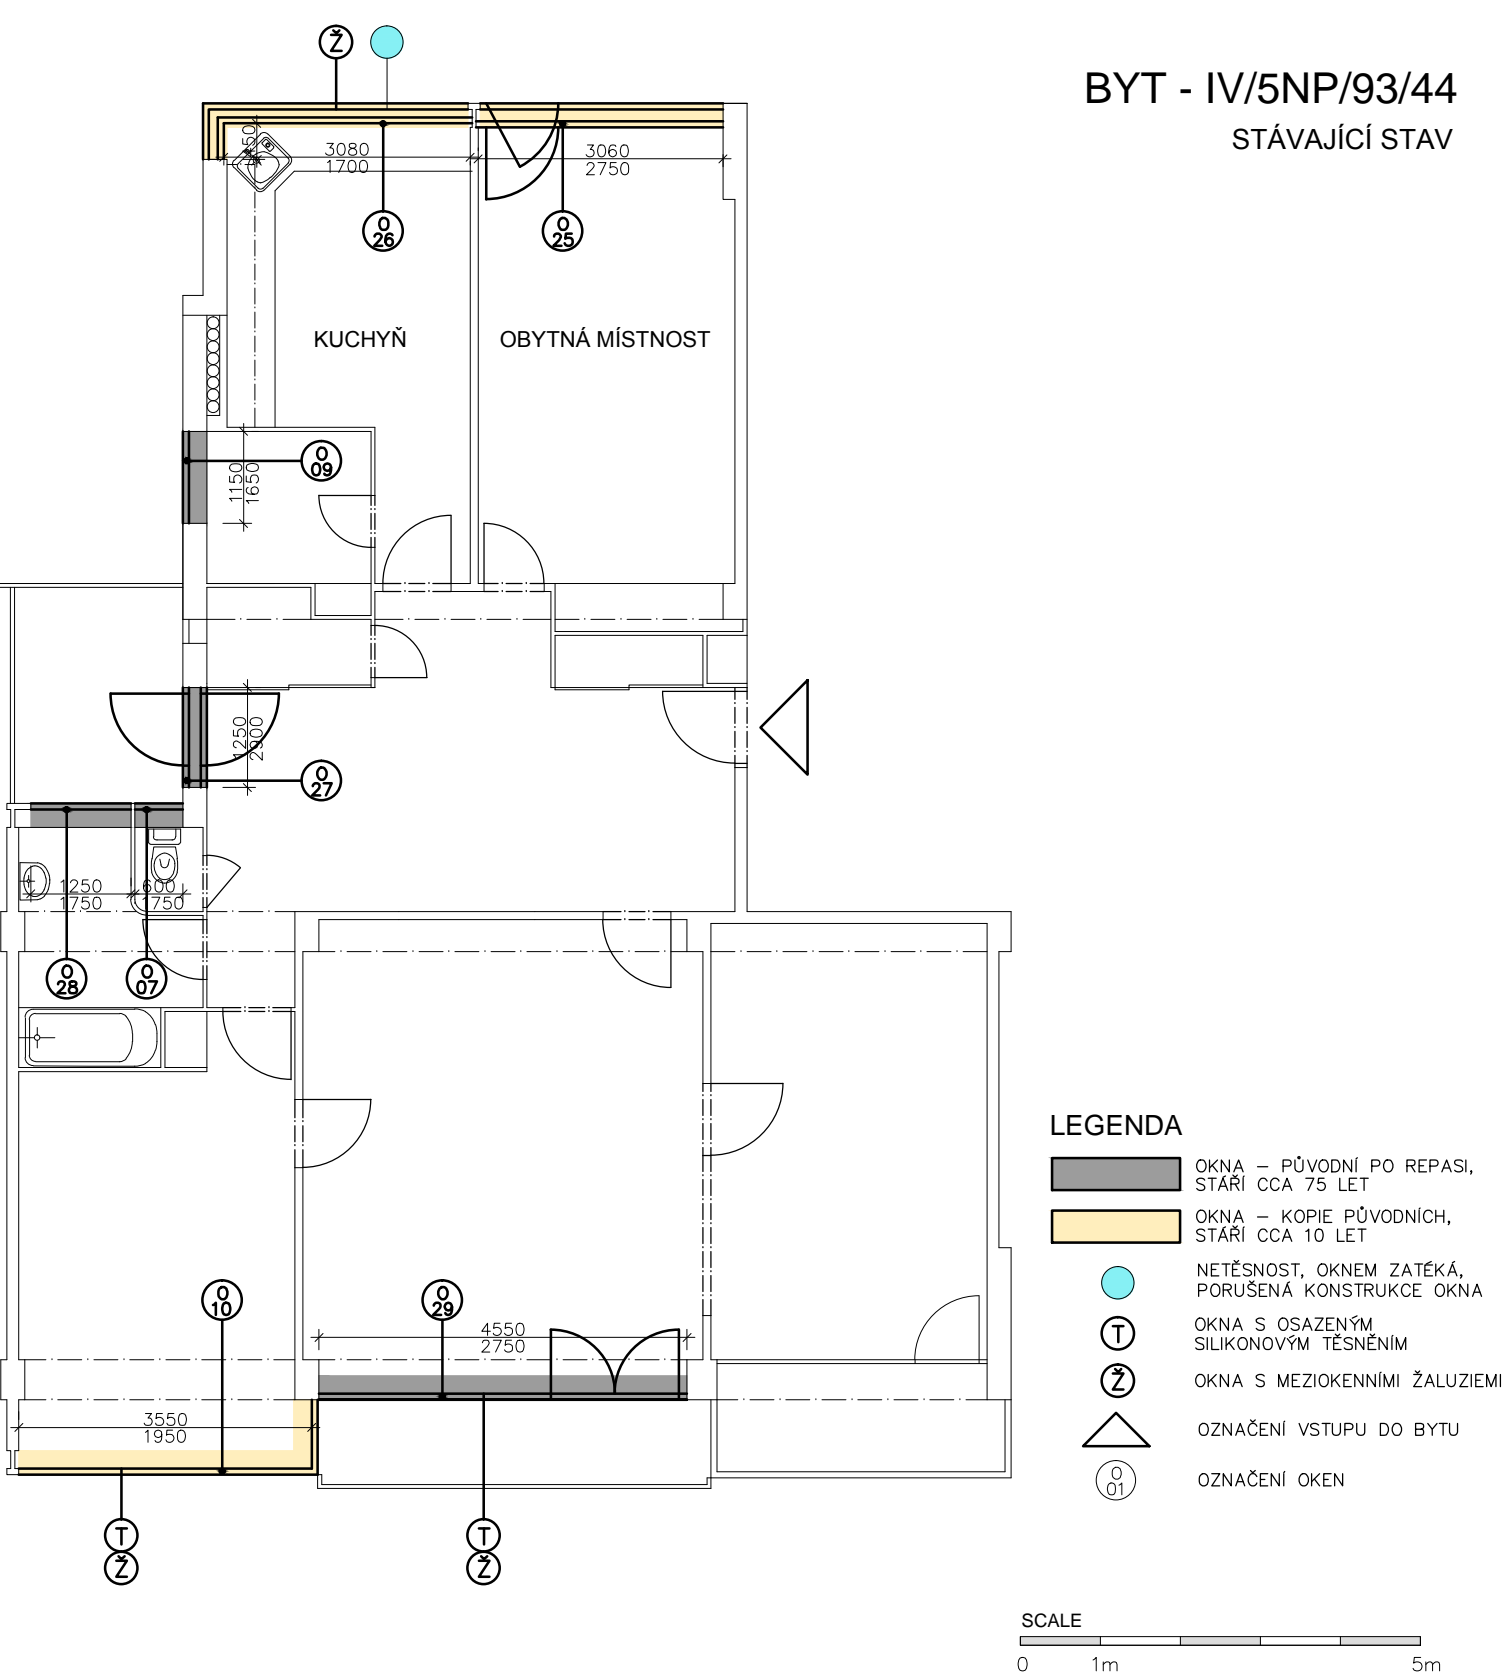 BYT - IV/5NP/93/44
STÁVAJÍCÍ STAV
Ž
3080
1700
3060
2750
O
26
O
25
KUCHYŇ
OBYTNÁ MÍSTNOST
O
09
1150
1650
1250
2900
O
27
1250
1750
600
1750
O
28
O
07
O
10
O
29
4550
2750
3550
1950
T
Ž
T
Ž
LEGENDA
OKNA – PŮVODNÍ PO REPASI,
STÁŘÍ CCA 75 LET
OKNA – KOPIE PŮVODNÍCH,
STÁŘÍ CCA 10 LET
NETĚSNOST, OKNEM ZATÉKÁ,
PORUŠENÁ KONSTRUKCE OKNA
T
OKNA S OSAZENÝM
SILIKONOVÝM TĚSNĚNÍM
Ž
OKNA S MEZIOKENNÍMI ŽALUZIEMI
OZNAČENÍ VSTUPU DO BYTU
O
01
OZNAČENÍ OKEN
SCALE
0 1m 5m